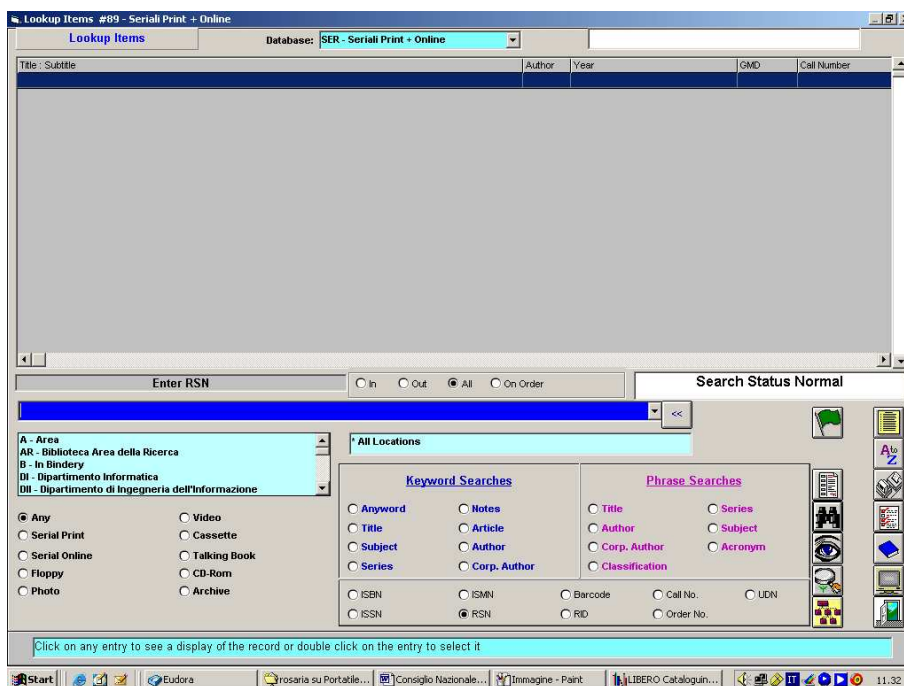 Lookup Items #89 - Seriali Print + Online
Lookup Items
Database: SER - Seriali Print + Online
Title : Subtitle Author Year GMD Call Number
Enter RSN
In Out All On Order
Search Status Normal
<<
A - Area
AR - Biblioteca Area della Ricerca
B - In Bindery
DI - Dipartimento Informatica
DII - Dipartimento di Ingegneria dell'Informazione
* All Locations
Any Video
Serial Print Cassette
Serial Online Talking Book
Floppy CD-Rom
Photo Archive
Keyword Searches
Anyword Notes
Title Article
Subject Author
Series Corp. Author
Phrase Searches
Title Series
Author Subject
Corp. Author Acronym
Classification
ISBN ISMN Barcode Call No. UDN
ISSN RSN RID Order No.
A to Z
Click on any entry to see a display of the record or double click on the entry to select it
Start Eudora rosaria su Portatile... Consiglio Nazionale... Immagine - Paint LIBERO Cataloguin... IT 11.32